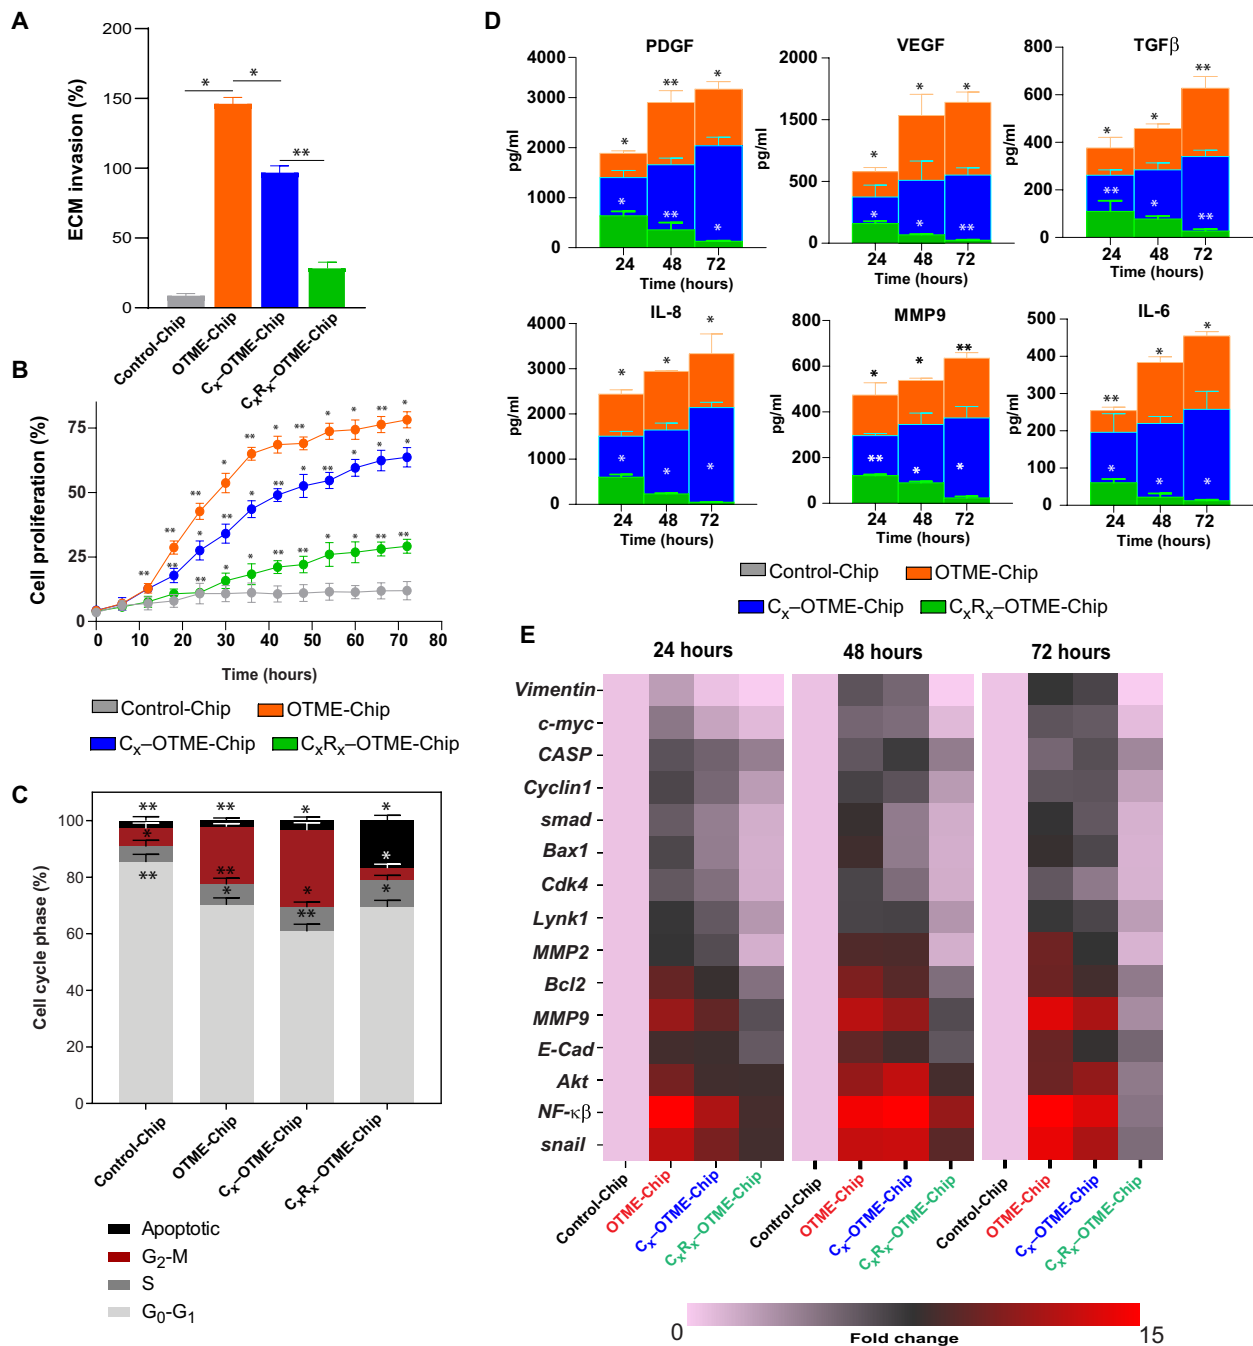 A
ECM invasion (%)
200
150
100
50
0
* * **
Control-Chip
OTME-Chip
Cx–OTME-Chip
CxRx–OTME-Chip
B
Cell proliferation (%)
75
50
25
0
0 10 20 30 40 50 60 70 80
Time (hours)
Control-Chip OTME-Chip
Cx–OTME-Chip CxRx–OTME-Chip
C
Cell cycle phase (%)
100
80
60
40
20
0
Control-Chip
OTME-Chip
Cx–OTME-Chip
CxRx–OTME-Chip
Apoptotic
G2-M
S
G0-G1
D
PDGF
pg/ml
4000
3000
2000
1000
0
24 48 72
Time (hours)
VEGF
pg/ml
2000
1500
500
0
24 48 72
Time (hours)
TGFβ
pg/ml
800
600
400
200
0
24 48 72
Time (hours)
IL-8
pg/ml
4000
3000
2000
1000
0
24 48 72
Time (hours)
MMP9
pg/ml
800
600
400
200
0
24 48 72
Time (hours)
IL-6
pg/ml
500
400
300
200
100
0
24 48 72
Time (hours)
Control-Chip OTME-Chip
Cx–OTME-Chip CxRx–OTME-Chip
E
24 hours 48 hours 72 hours
Vimentin
c-myc
CASP
Cyclin1
smad
Bax1
Cdk4
Lynk1
MMP2
Bcl2
MMP9
E-Cad
Akt
NF-κβ
snail
Control-Chip
OTME-Chip
Cx–OTME-Chip
CxRx–OTME-Chip
Control-Chip
OTME-Chip
Cx–OTME-Chip
CxRx–OTME-Chip
Control-Chip
OTME-Chip
Cx–OTME-Chip
CxRx–OTME-Chip
0 Fold change 15